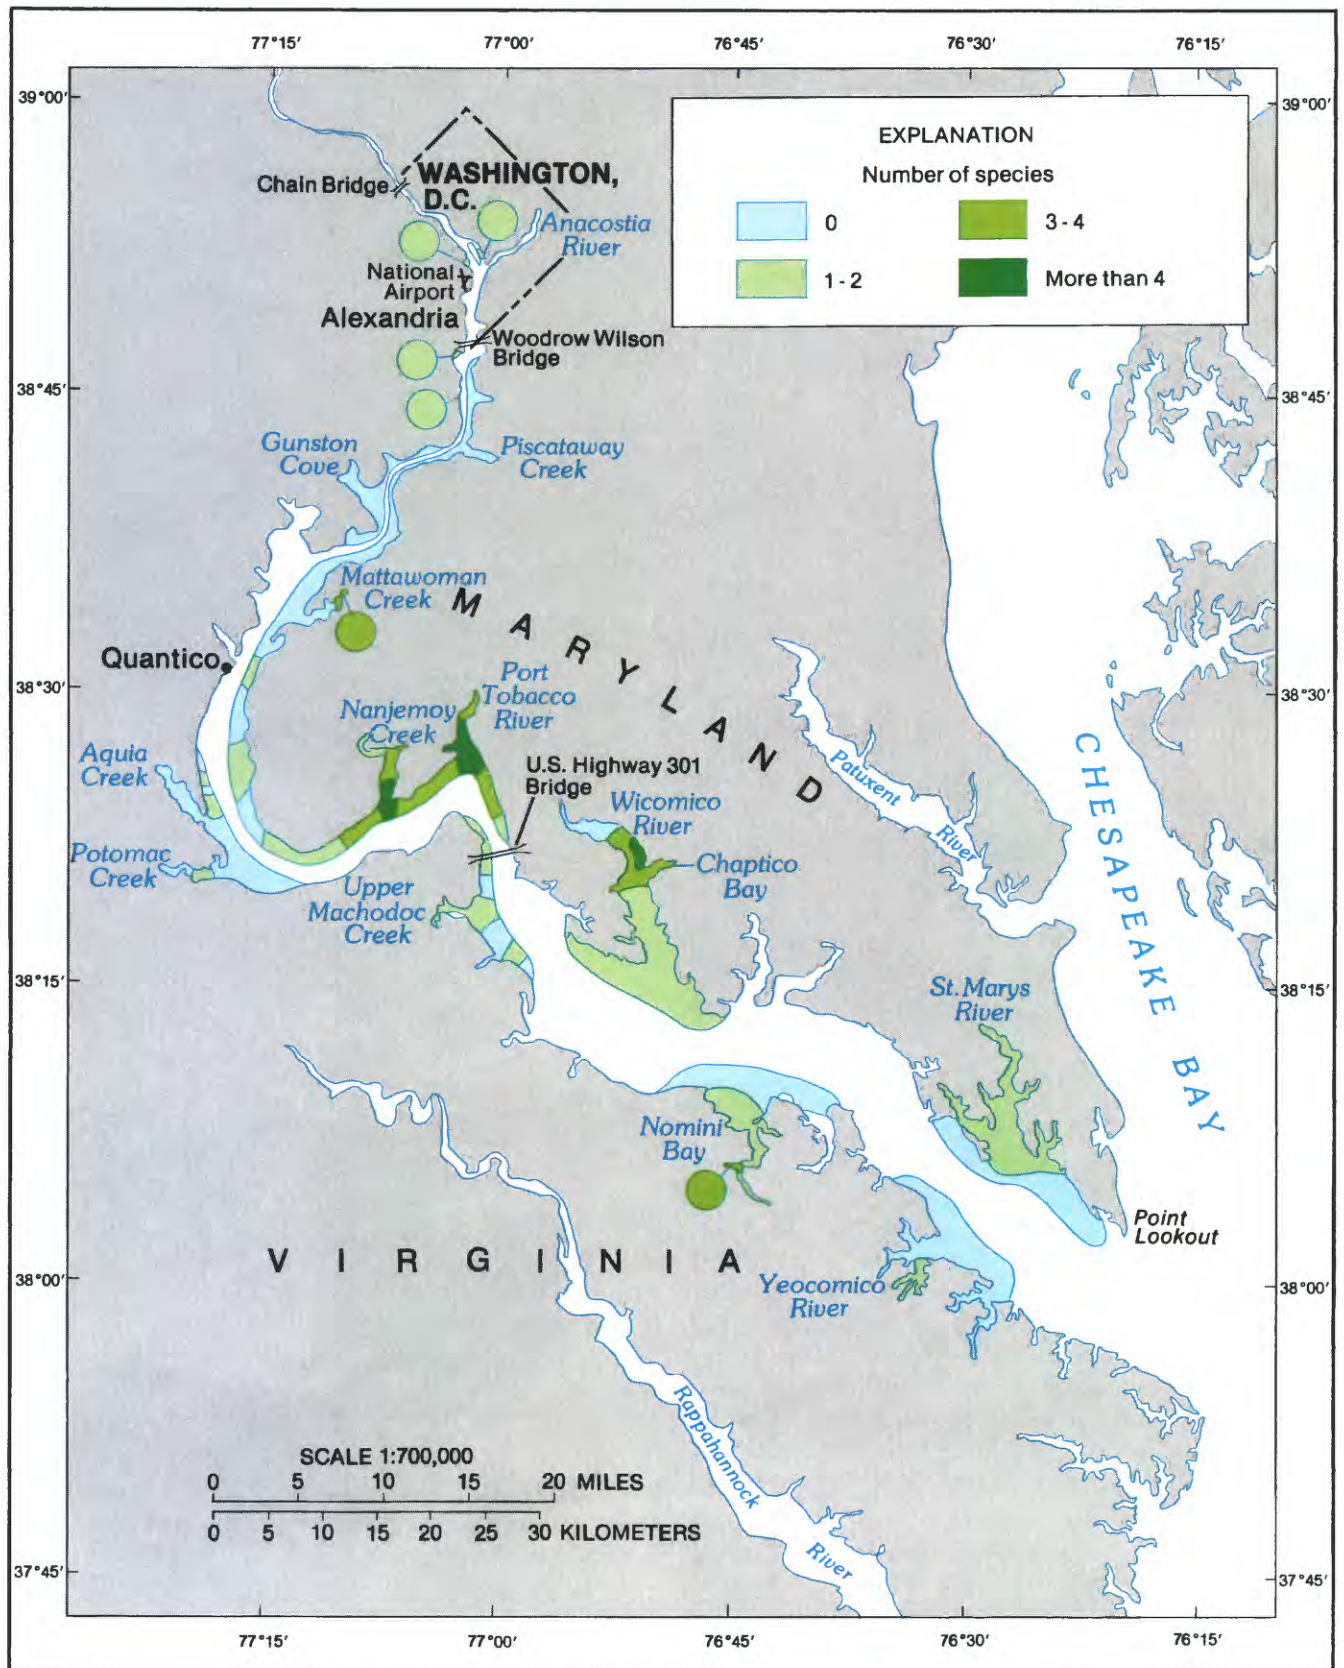 77°15′ 77°00′ 76°45′ 76°30′ 76°15′
39°00′
39°00′
EXPLANATION
Number of species
0
3 - 4
1 - 2
More than 4
WASHINGTON,
D.C.
Chain Bridge
Anacostia
River
National
Airport
Alexandria
Woodrow Wilson
Bridge
38°45′
38°45′
Gunston
Cove
Piscataway
Creek
Mattawoman
Creek
MARYLAND
Quantico
38°30′
38°30′
Port
Tobacco
River
Nanjemoy
Creek
Aquia
Creek
U.S. Highway 301
Bridge
Patuxent
River
CHESAPEAKE BAY
Wicomico
River
Potomac
Creek
Chaptico
Bay
Upper
Machodoc
Creek
38°15′
38°15′
St. Marys
River
Nomini
Bay
Point
Lookout
VIRGINIA
38°00′
38°00′
Yeocomico
River
Rappahannock
River
SCALE 1:700,000
0 5 10 15 20 MILES
0 5 10 15 20 25 30 KILOMETERS
37°45′
37°45′
77°15′ 77°00′ 76°45′ 76°30′ 76°15′